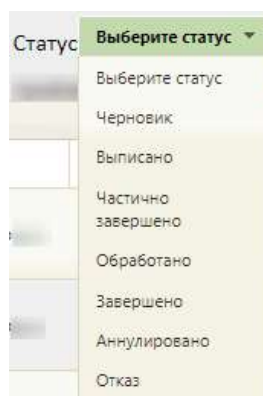 Статус Выберите статус
Выберите статус
Черновик
Выписано
Частично
завершено
Обработано
Завершено
Аннулировано
Отказ